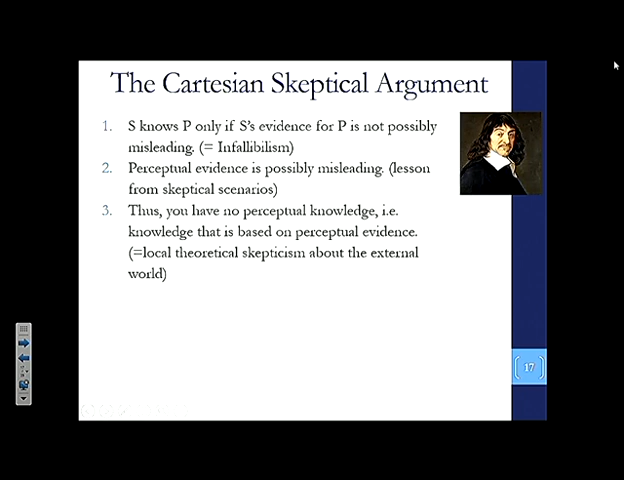 The Cartesian Skeptical Argument
1. S knows P only if S's evidence for P is not possibly
misleading. (= Infallibilism)
2. Perceptual evidence is possibly misleading. (lesson
from skeptical scenarios)
3. Thus, you have no perceptual knowledge, i.e.
knowledge that is based on perceptual evidence.
(=local theoretical skepticism about the external
world)
17